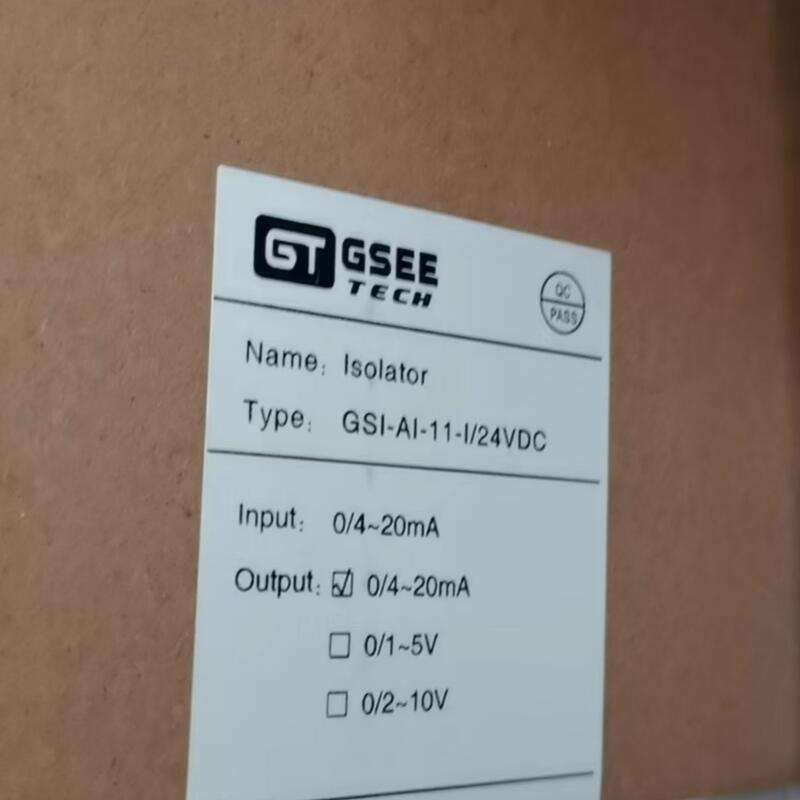 GT GSEE
TECH
QC
PASS
Name: Isolator
Type: GSI-AI-11-I/24VDC
Input: 0/4~20mA
Output: ☑ 0/4~20mA
☐ 0/1~5V
☐ 0/2~10V